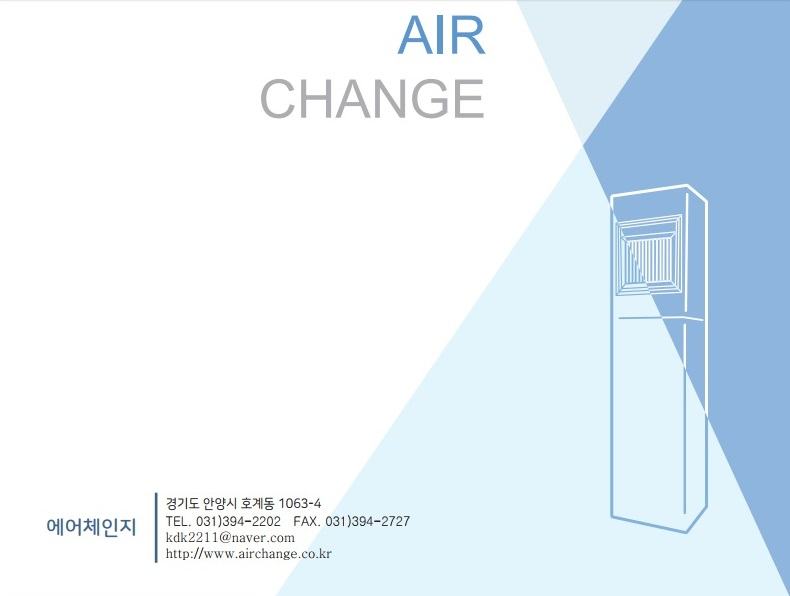 AIR
CHANGE
에어체인지
경기도 안양시 호계동 1063-4
TEL. 031)394-2202 FAX. 031)394-2727
kdk2211@naver.com
http://www.airchange.co.kr